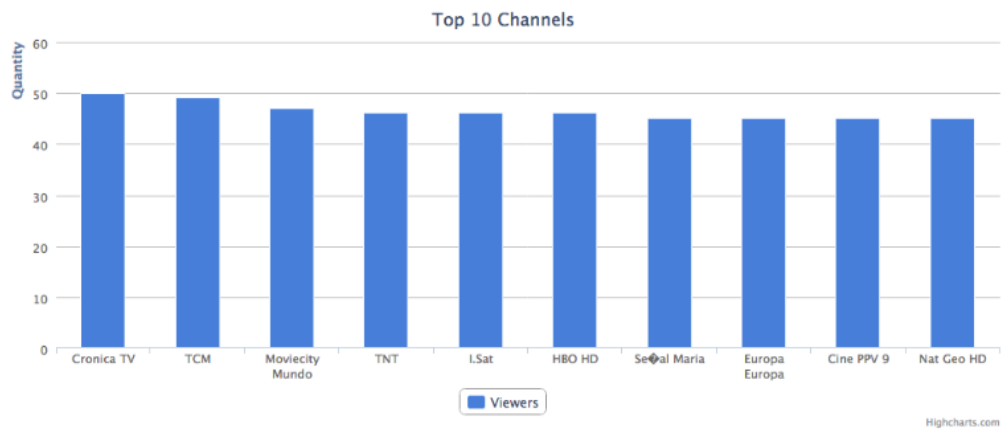 Top 10 Channels
Quantity
60
50
40
30
20
10
0
Cronica TV
TCM
Moviecity
Mundo
TNT
I.Sat
HBO HD
Se�al Maria
Europa
Europa
Cine PPV 9
Nat Geo HD
Viewers
Highcharts.com